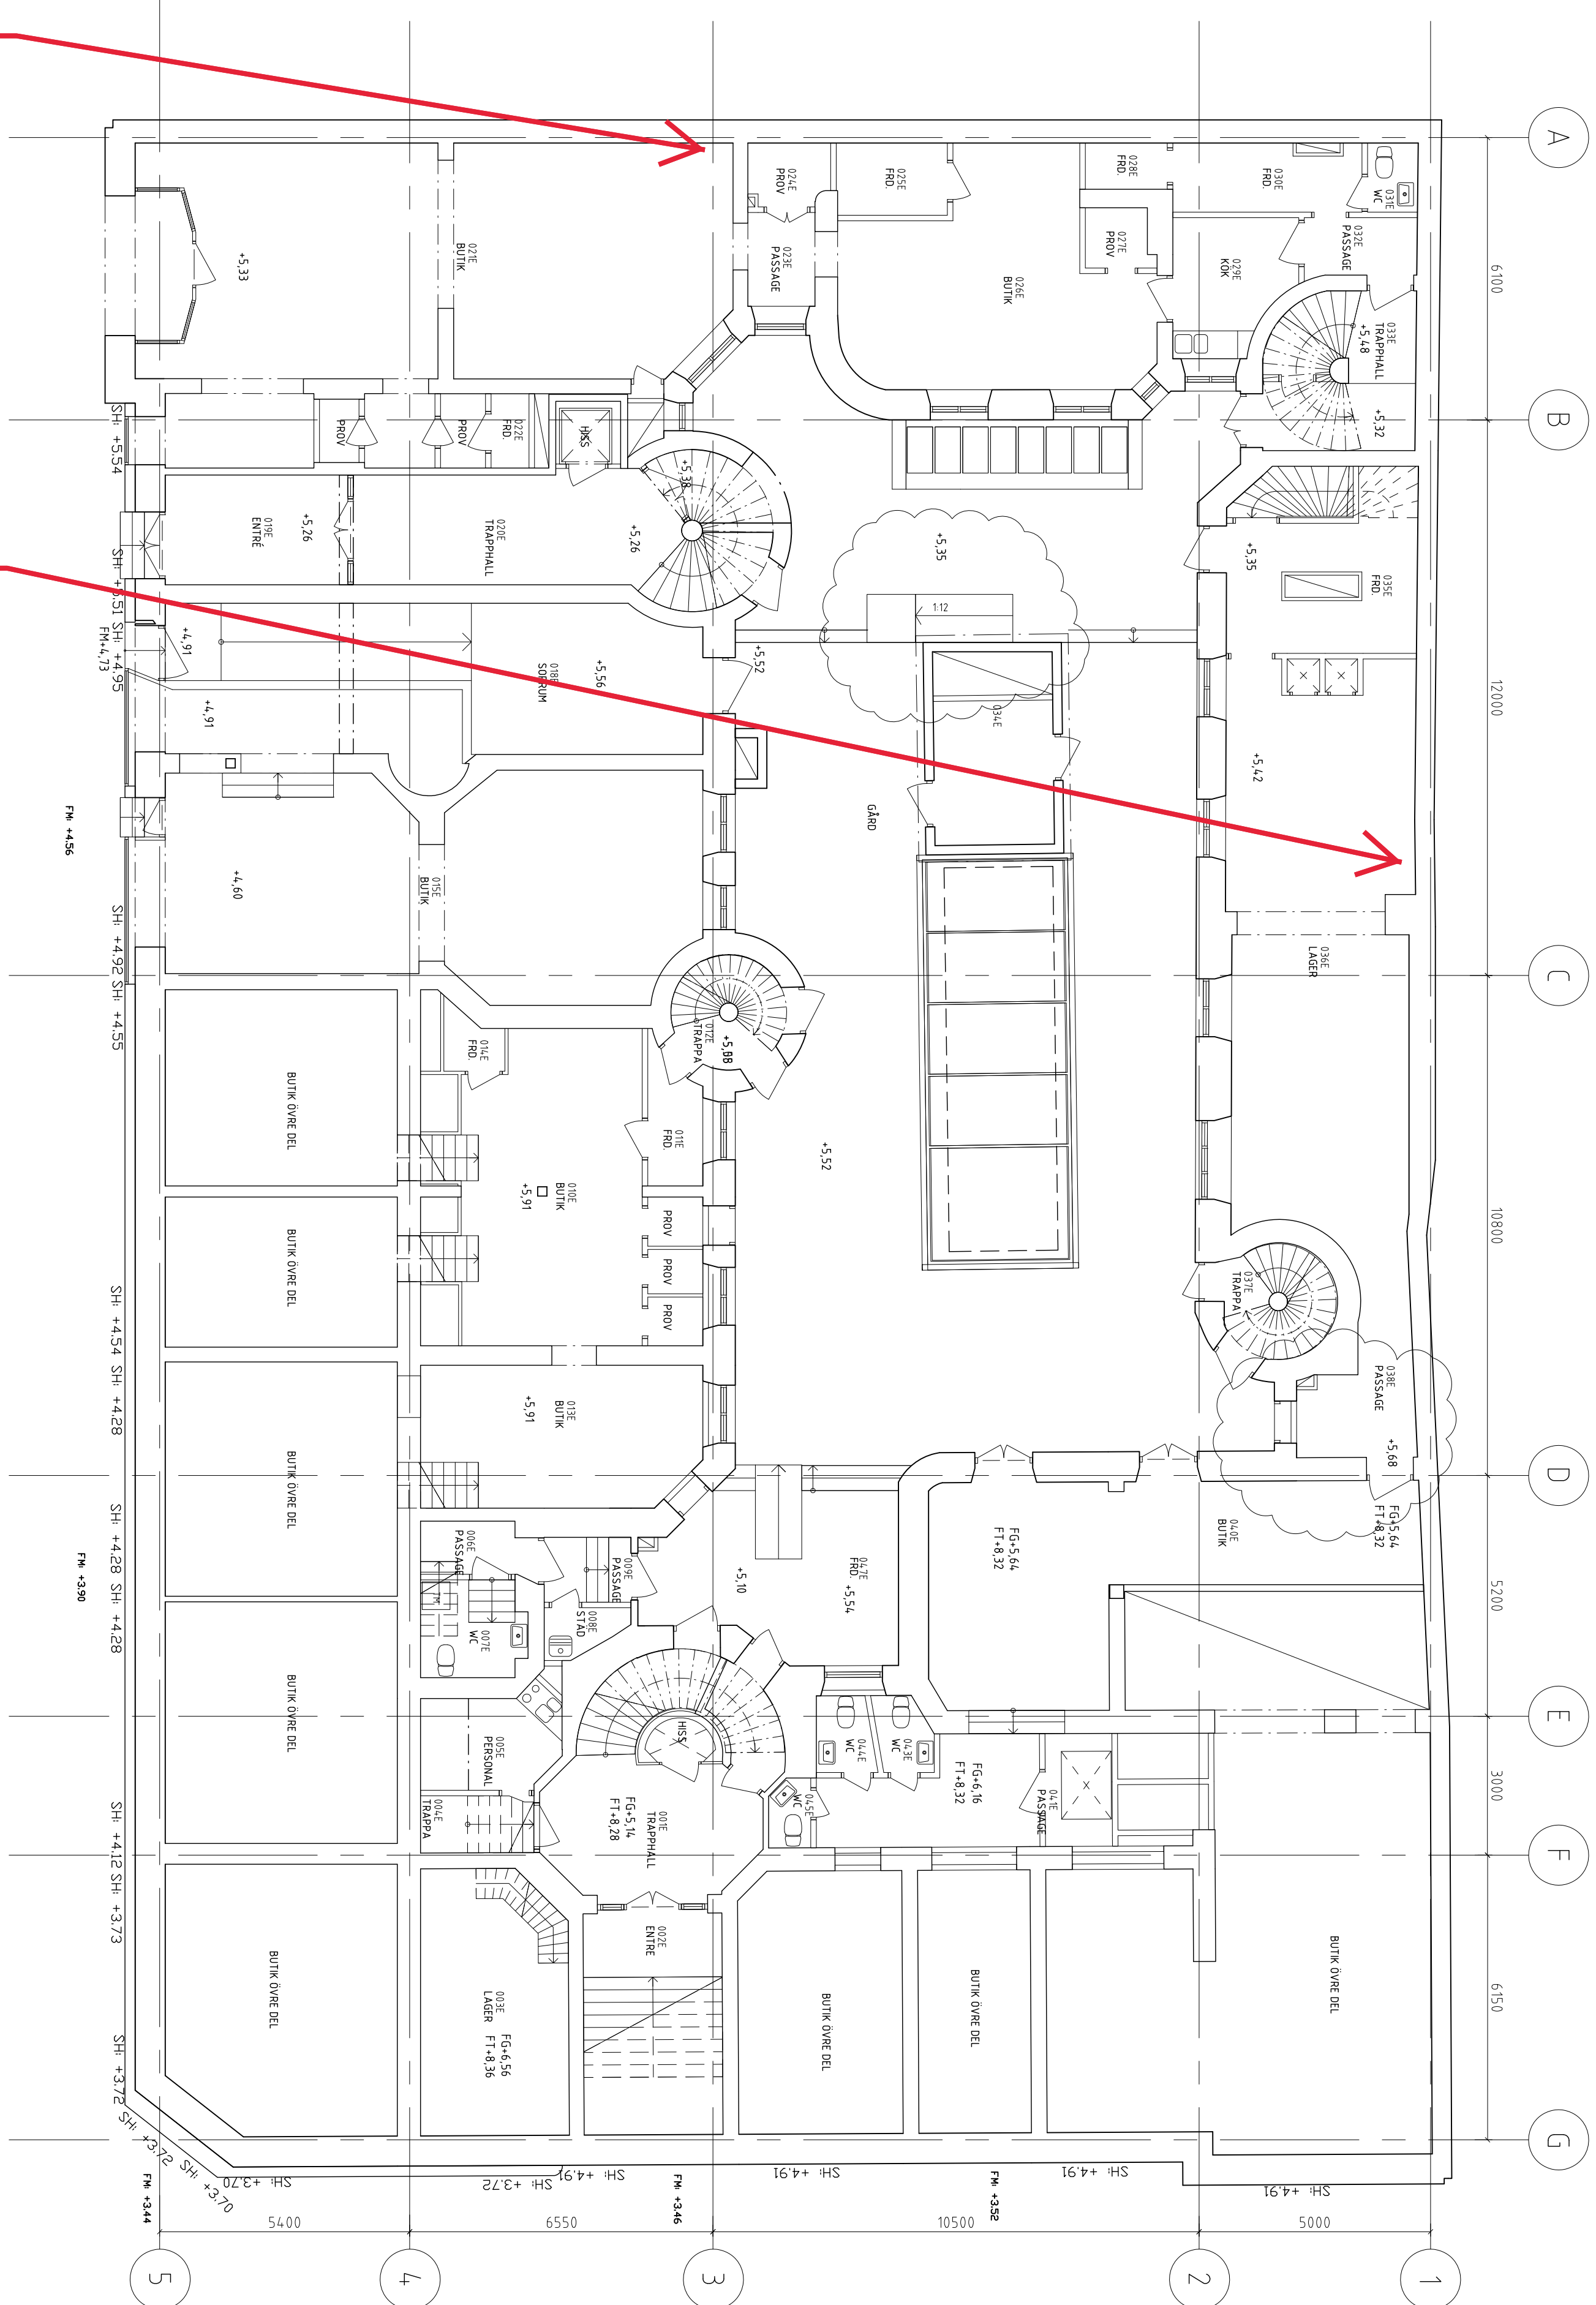 A
B
C
D
E
F
G
6100
12000
10800
5200
3000
6150
031E
WC
030E
FRD.
032E
PASSAGE
028E
FRD.
027E
PROV
029E
KÖK
033E
TRAPPHALL
+5,48
+5,32
025E
FRD.
024E
PROV
023E
PASSAGE
026E
BUTIK
021E
BUTIK
+5,33
PROV
PROV
022E
FRD.
HISS
+5,38
+5,26
020E
TRAPPHALL
+5,26
019E
ENTRÉ
+5,35
1:12
+5,35
035E
FRD.
+5,42
034E
+5,52
+5,56
018E
SOPRUM
+4,91
+4,91
GÅRD
036E
LAGER
015E
BUTIK
+4,60
012E
TRAPPA
014E
FRD.
011E
FRD.
+5,52
010E
BUTIK
+5,91
PROV
PROV
PROV
037E
TRAPPA
038E
PASSAGE
+5,68
FG+5,64
FT+8,32
040E
BUTIK
FG+5,64
FT+8,32
013E
BUTIK
+5,91
BUTIK ÖVRE DEL
BUTIK ÖVRE DEL
BUTIK ÖVRE DEL
BUTIK ÖVRE DEL
BUTIK ÖVRE DEL
047E
FRD. +5,54
+5,10
009E
PASSAGE
006E
PASSAGE
TM
008E
STÄD
007E
WC
005E
PERSONAL
004E
TRAPPA
HISS
001E
TRAPPHALL
FG+5,14
FT+8,28
044E
WC
043E
WC
045E
WC
FG+6,16
FT+8,32
041E
PASSAGE
002E
ENTRE
003E
LAGER
FG+6,56
FT+8,36
BUTIK ÖVRE DEL
BUTIK ÖVRE DEL
BUTIK ÖVRE DEL
SH: +5.54
SH: +5.51 SH: +4.95
FM+4,73
FM: +4.56
SH: +4.92 SH: +4.55
SH: +4.54 SH: +4.28
SH: +4.28 SH: +4.28
FM: +3.90
SH: +4.12 SH: +3.73
SH: +3.72
SH: +3.72 SH: +3.70
SH: +3.70
SH: +3.72
SH: +4.91
SH: +4.91
SH: +4.91
SH: +4.91
FM: +3.44
FM: +3.46
FM: +3.52
5400
6550
10500
5000
5
4
3
2
1